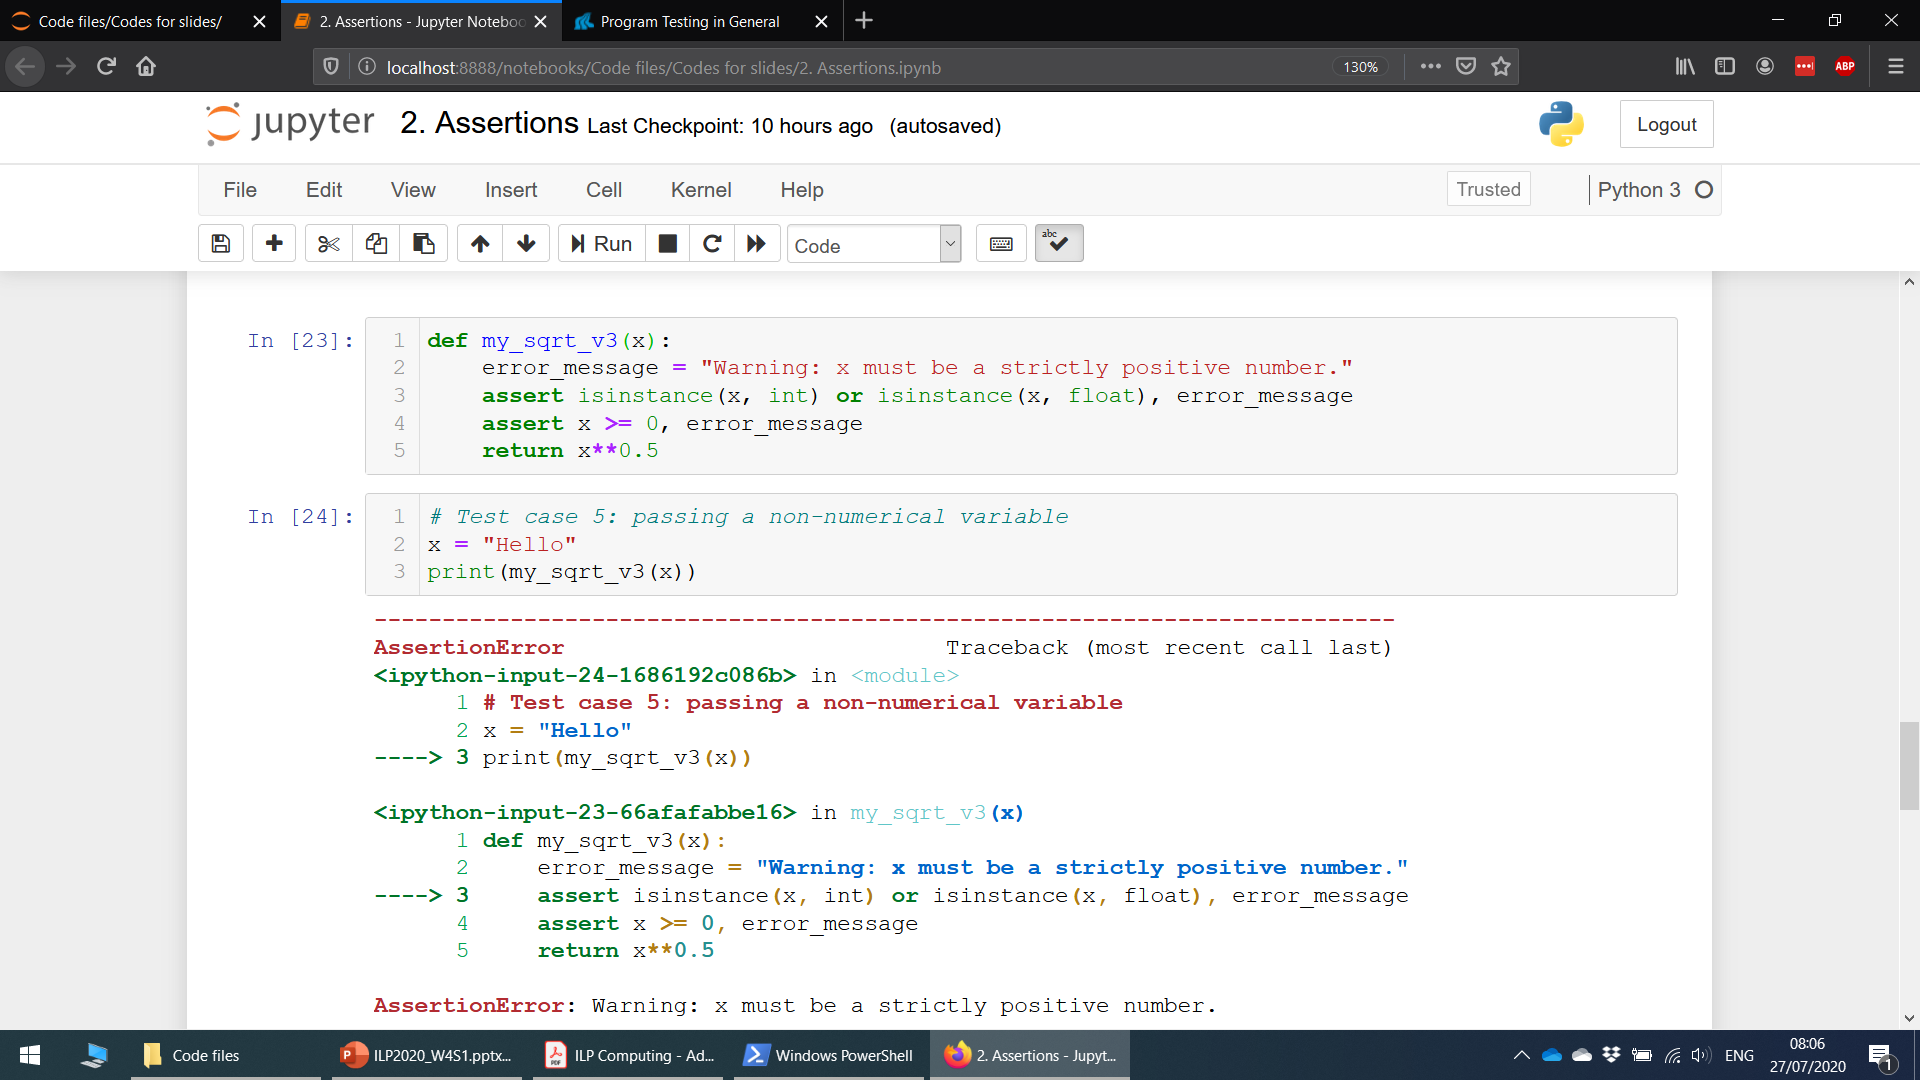 Code files/Codes for slides/
2. Assertions - Jupyter Noteboo
Program Testing in General
localhost:8888/notebooks/Code files/Codes for slides/2. Assertions.ipynb
130%
ABP
jupyter 2. Assertions Last Checkpoint: 10 hours ago (autosaved)
Logout
File Edit View Insert Cell Kernel Help
Trusted
Python 3
Run
Code
abc
In [23]:
1 def my_sqrt_v3(x):
2     error_message = "Warning: x must be a strictly positive number."
3     assert isinstance(x, int) or isinstance(x, float), error_message
4     assert x >= 0, error_message
5     return x**0.5
In [24]:
1 # Test case 5: passing a non-numerical variable
2 x = "Hello"
3 print(my_sqrt_v3(x))
---------------------------------------------------------------------------
AssertionError                            Traceback (most recent call last)
<ipython-input-24-1686192c086b> in <module>
      1 # Test case 5: passing a non-numerical variable
      2 x = "Hello"
----> 3 print(my_sqrt_v3(x))
<ipython-input-23-66afafabbe16> in my_sqrt_v3(x)
      1 def my_sqrt_v3(x):
      2     error_message = "Warning: x must be a strictly positive number."
----> 3     assert isinstance(x, int) or isinstance(x, float), error_message
      4     assert x >= 0, error_message
      5     return x**0.5
AssertionError: Warning: x must be a strictly positive number.
Code files
ILP2020_W4S1.pptx...
ILP Computing - Ad...
Windows PowerShell
2. Assertions - Jupyt...
ENG
08:06
27/07/2020
1